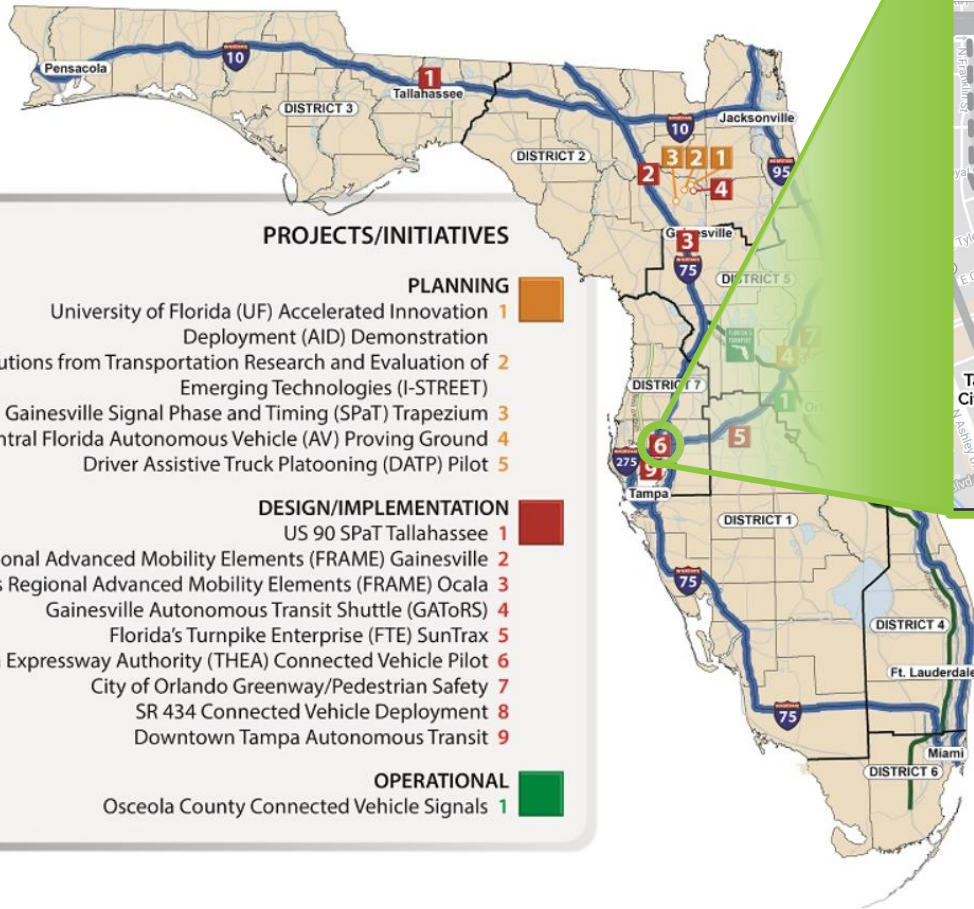 Pensacola
10
1
Tallahassee
DISTRICT 3
DISTRICT 2
10
Jacksonville
3 2 1
2
4
95
Gainesville
3
75
DISTRICT 5
7
4
1
DISTRICT 7
6
5
275
9
Tampa
DISTRICT 1
75
DISTRICT 4
Ft. Lauderdale
75
Miami
DISTRICT 6
N Franklin St
N Ashley
PROJECTS/INITIATIVES
PLANNING
University of Florida (UF) Accelerated Innovation 1
Deployment (AID) Demonstration
utions from Transportation Research and Evaluation of 2
Emerging Technologies (I-STREET)
Gainesville Signal Phase and Timing (SPaT) Trapezium 3
ntral Florida Autonomous Vehicle (AV) Proving Ground 4
Driver Assistive Truck Platooning (DATP) Pilot 5
DESIGN/IMPLEMENTATION
US 90 SPaT Tallahassee 1
onal Advanced Mobility Elements (FRAME) Gainesville 2
s Regional Advanced Mobility Elements (FRAME) Ocala 3
Gainesville Autonomous Transit Shuttle (GAToRS) 4
Florida's Turnpike Enterprise (FTE) SunTrax 5
Expressway Authority (THEA) Connected Vehicle Pilot 6
City of Orlando Greenway/Pedestrian Safety 7
SR 434 Connected Vehicle Deployment 8
Downtown Tampa Autonomous Transit 9
OPERATIONAL
Osceola County Connected Vehicle Signals 1